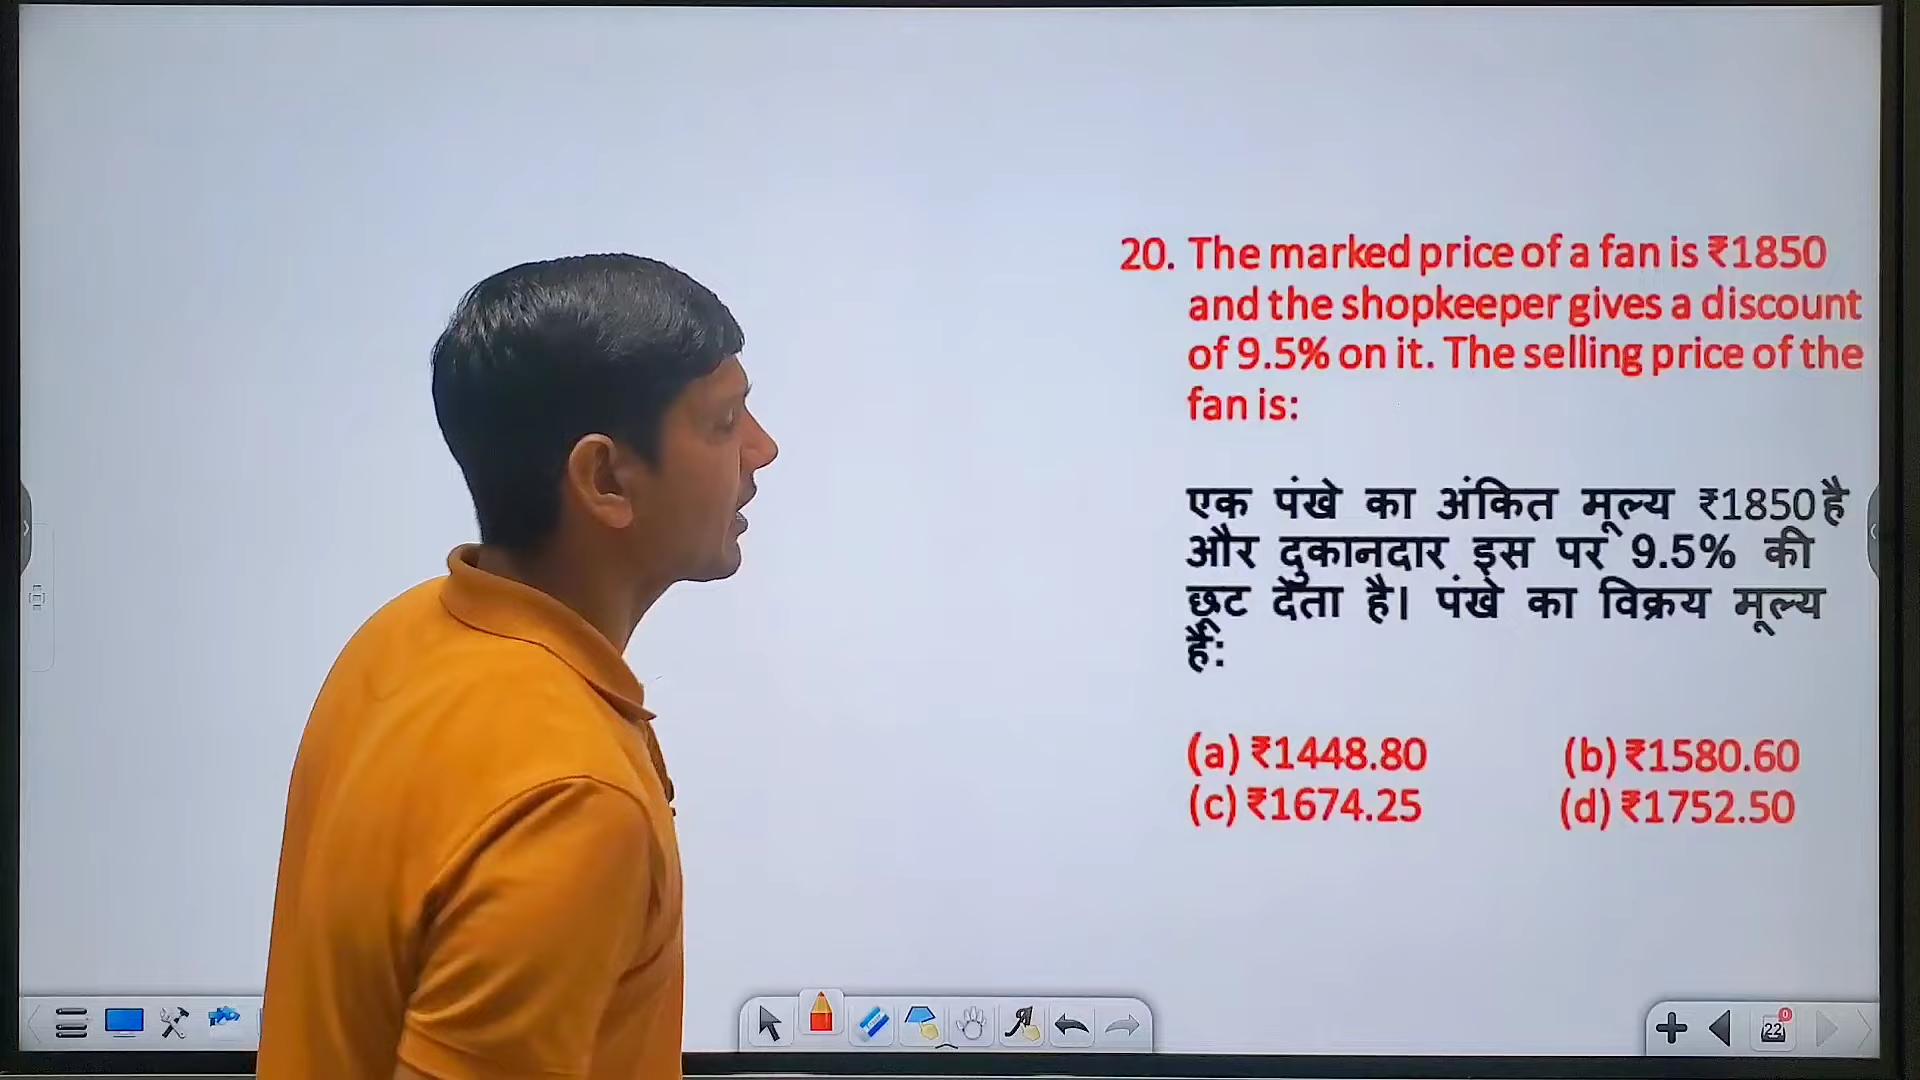 20. The marked price of a fan is ₹1850
and the shopkeeper gives a discount
of 9.5% on it. The selling price of the
fan is:
एक पंखे का अंकित मूल्य ₹1850 है
और दुकानदार इस पर 9.5% की
छूट देता है। पंखे का विक्रय मूल्य
है:
(a) ₹1448.80 (b) ₹1580.60
(c) ₹1674.25 (d) ₹1752.50
22
0